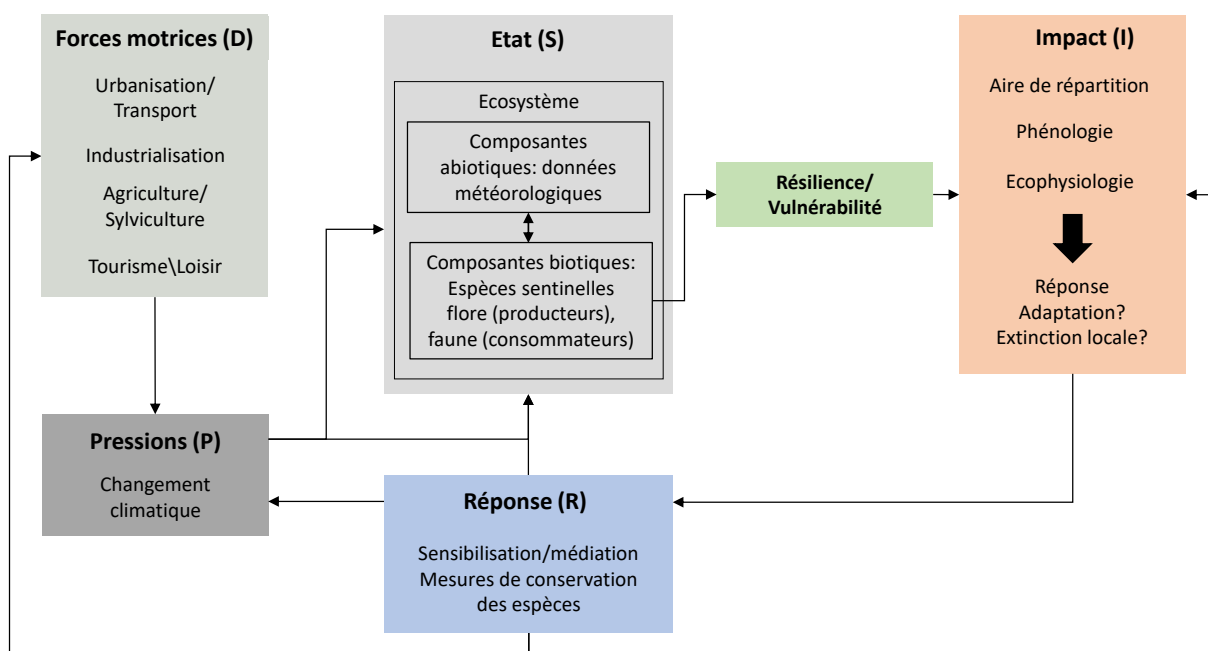 Forces motrices (D)
Urbanisation/
Transport
Industrialisation
Agriculture/
Sylviculture
Tourisme\Loisir
Pressions (P)
Changement
climatique
Etat (S)
Ecosystème
Composantes
abiotiques: données
météorologiques
Composantes biotiques:
Espèces sentinelles
flore (producteurs),
faune (consommateurs)
Résilience/
Vulnérabilité
Impact (I)
Aire de répartition
Phénologie
Ecophysiologie
Réponse
Adaptation?
Extinction locale?
Réponse (R)
Sensibilisation/médiation
Mesures de conservation
des espèces